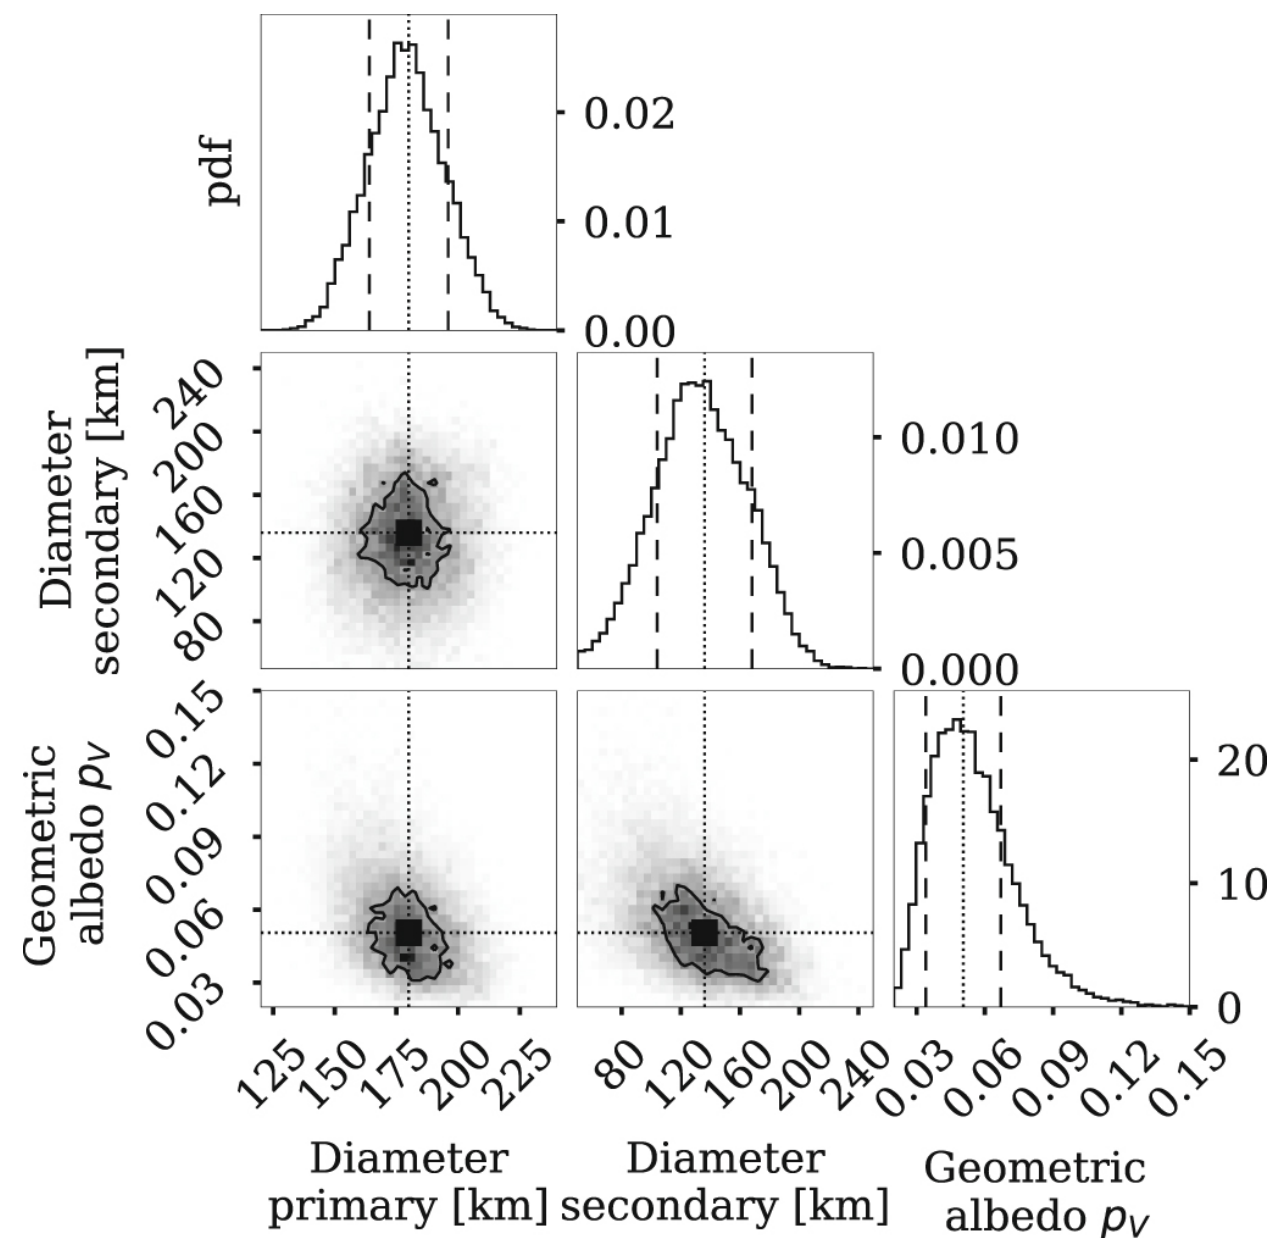 0.02
pdf
0.01
0.00
Diameter
secondary [km]
240
200
160
120
80
0.010
0.005
0.000
Geometric
albedo pV
0.15
0.12
0.09
0.06
0.03
20
10
0
125 150 175 200 225 80 120 160 200 240 0.03 0.06 0.09 0.12 0.15
Diameter
primary [km]
Diameter
secondary [km]
Geometric
albedo pV